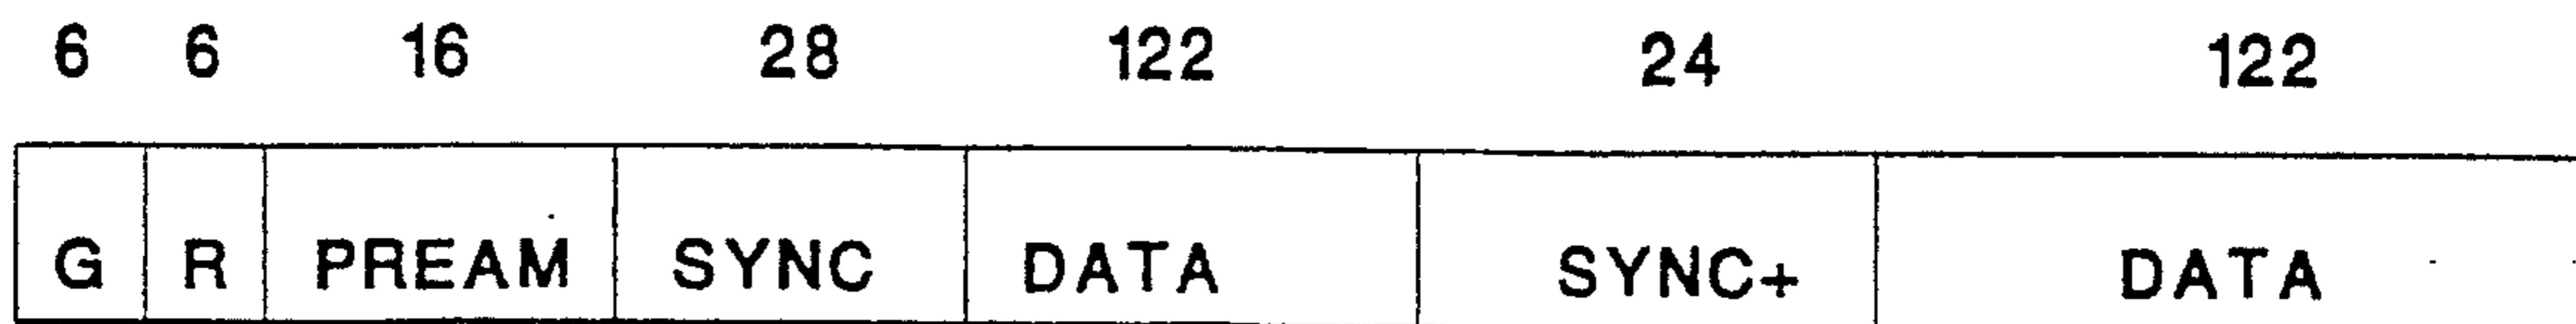 6 6 16 28 122 24 122
G R PREAM SYNC DATA SYNC+ DATA